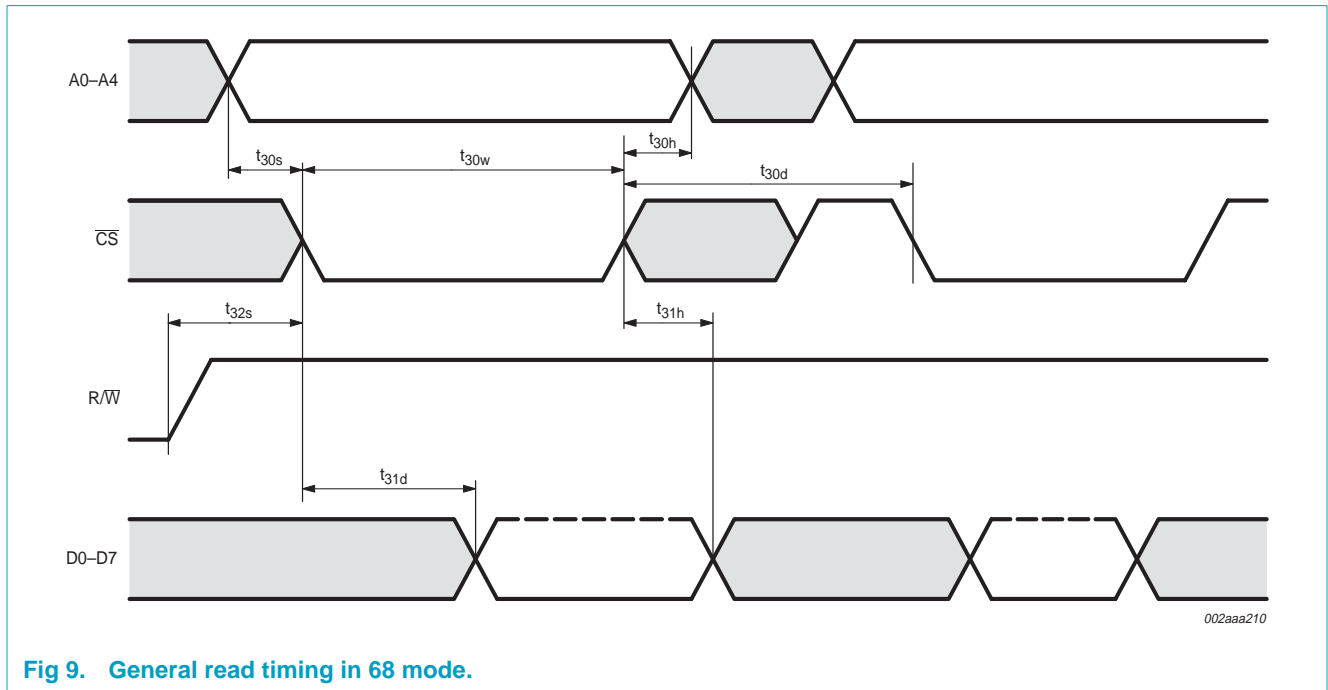 A0–A4
t30s
t30w
t30h
t30d
CS
t32s
t31h
R/W
t31d
D0–D7
002aaa210
Fig 9. General read timing in 68 mode.